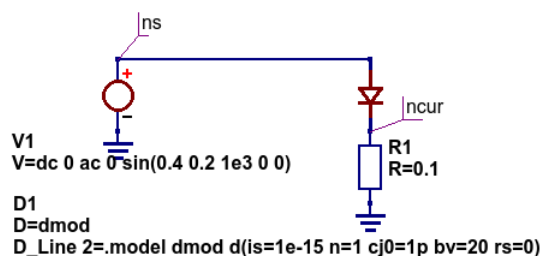 ns
+
ncur
-
V1
V=dc 0 ac 0 sin(0.4 0.2 1e3 0 0)
R1
R=0.1
D1
D=dmod
D_Line 2=.model dmod d(is=1e-15 n=1 cj0=1p bv=20 rs=0)